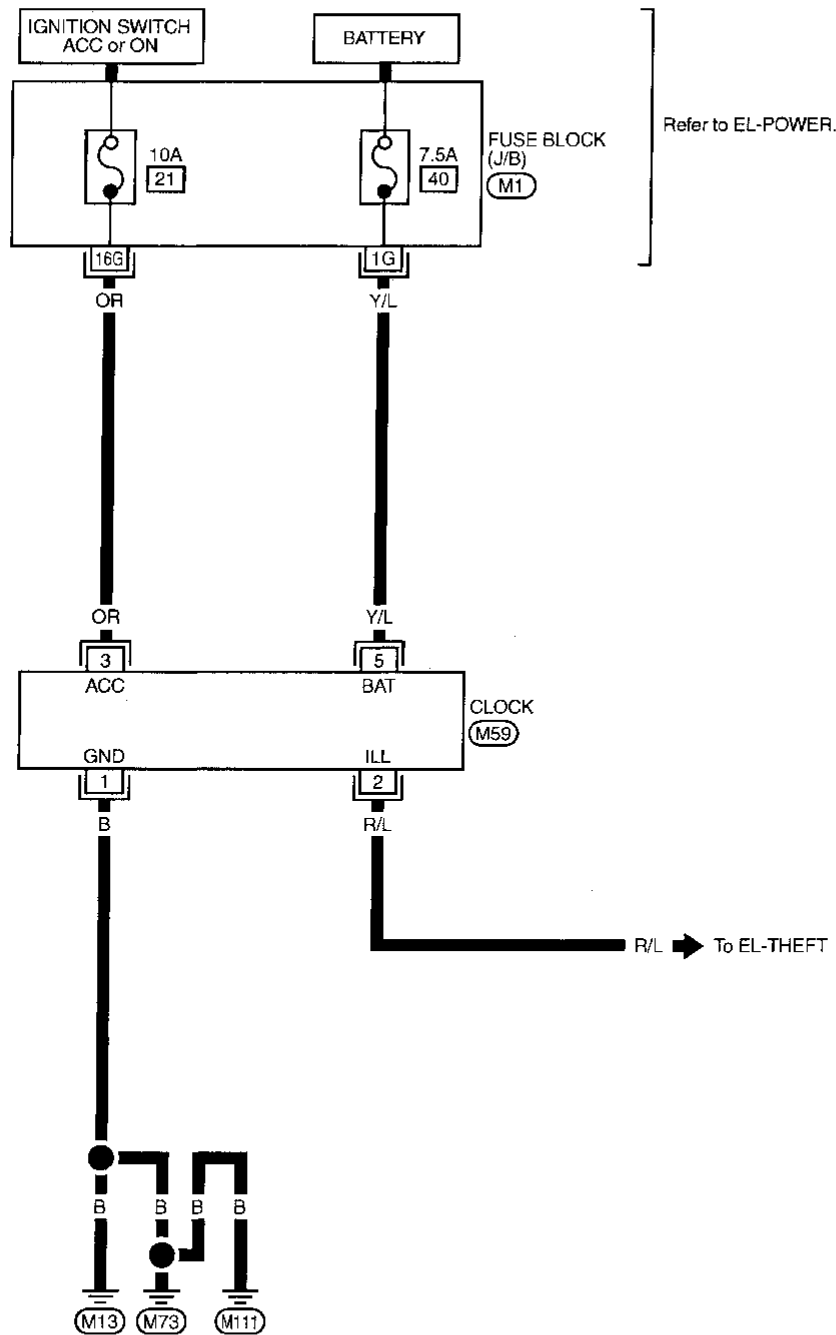 IGNITION SWITCH
ACC or ON
BATTERY
Refer to EL-POWER.
10A
21
7.5A
40
FUSE BLOCK
(J/B)
M1
16G
1G
OR
Y/L
OR
Y/L
3
5
ACC
BAT
CLOCK
M59
GND
ILL
1
2
B
R/L
R/L
To EL-THEFT
B
B
B
B
M13
M73
M111